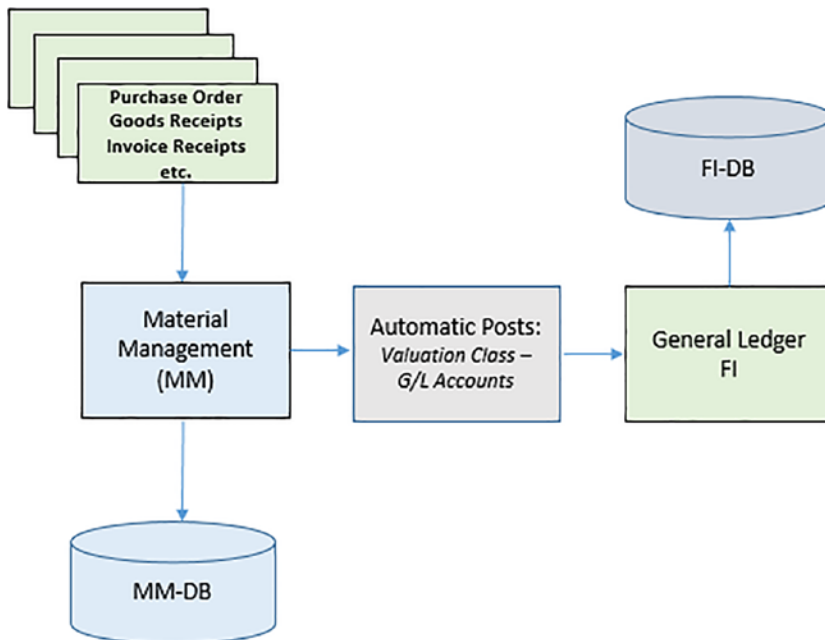 Purchase Order
Goods Receipts
Invoice Receipts
etc.
FI-DB
Material
Management
(MM)
Automatic Posts:
Valuation Class –
G/L Accounts
General Ledger
FI
MM-DB